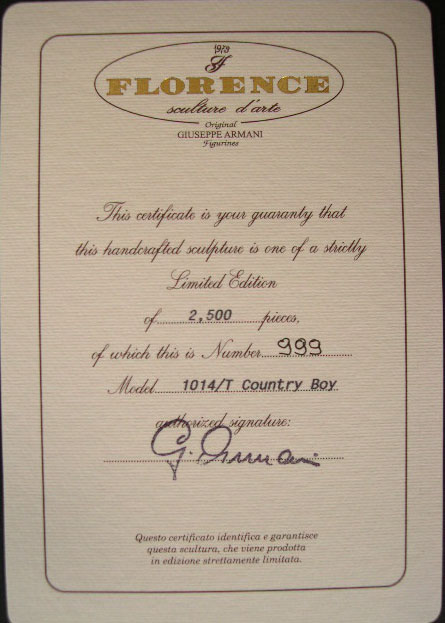 1973
FLORENCE
sculture d'arte
Original
GIUSEPPE ARMANI
Figurines
This certificate is your guaranty that
this handcrafted sculpture is one of a strictly
Limited Edition
of 2,500 pieces,
of which this is Number 999
Model 1014/T Country Boy
authorized signature:
G. Armani
Questo certificato identifica e garantisce
questa scultura, che viene prodotta
in edizione strettamente limitata.